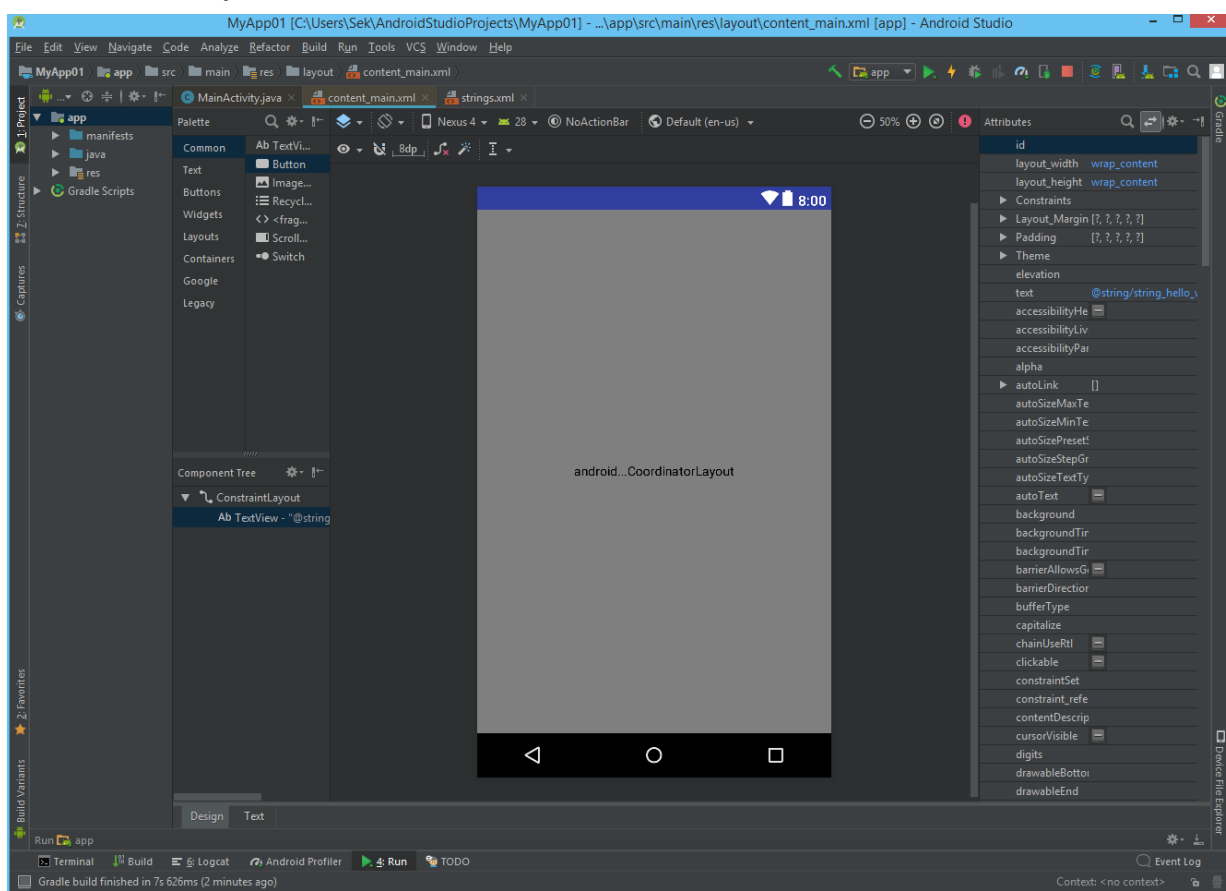 MyApp01 [C:\Users\Sek\AndroidStudioProjects\MyApp01] - ...\app\src\main\res\layout\content_main.xml [app] - Android Studio
File Edit View Navigate Code Analyze Refactor Build Run Tools VCS Window Help
MyApp01 app src main res layout content_main.xml
app
MainActivity.java content_main.xml strings.xml
1: Project
Z: Structure
Captures
2: Favorites
Build Variants
app
manifests
java
res
Gradle Scripts
Palette
Common
Text
Buttons
Widgets
Layouts
Containers
Google
Legacy
Ab TextVi...
Button
Image...
Recycl...
<> <frag...
Scroll...
Switch
Component Tree
ConstraintLayout
Ab TextView - "@string
Nexus 4 28 NoActionBar Default (en-us) 50%
8dp
8:00
android...CoordinatorLayout
Attributes
id
layout_width wrap_content
layout_height wrap_content
Constraints
Layout_Margin [?, ?, ?, ?, ?]
Padding [?, ?, ?, ?, ?]
Theme
elevation
text @string/string_hello_
accessibilityHe
accessibilityLiv
accessibilityPar
alpha
autoLink []
autoSizeMaxTe
autoSizeMinTe
autoSizePreset
autoSizeStepGr
autoSizeTextTy
autoText
background
backgroundTir
backgroundTir
barrierAllowsG
barrierDirection
bufferType
capitalize
chainUseRtl
clickable
constraintSet
constraint_refe
contentDescrip
cursorVisible
digits
drawableBotto
drawableEnd
Gradle
Device File Explorer
Design Text
Run app
Terminal Build 6: Logcat Android Profiler 4: Run TODO Event Log
Gradle build finished in 7s 626ms (2 minutes ago) Context: <no context>